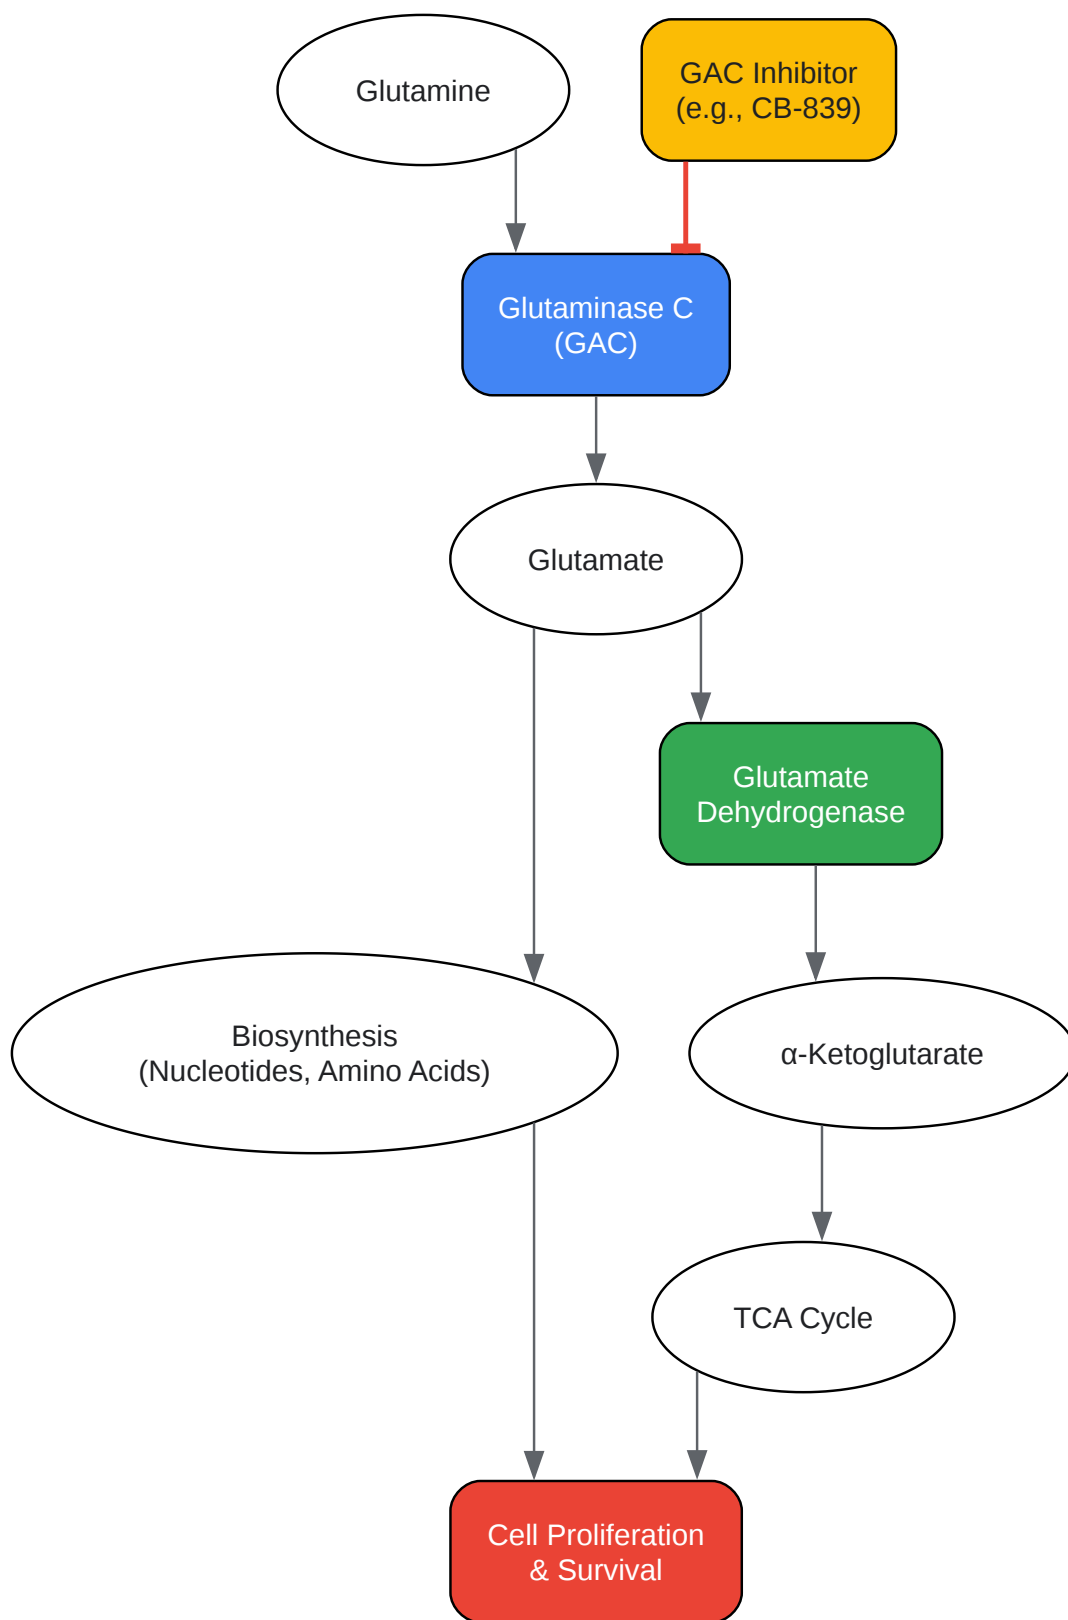 Glutamine
GAC Inhibitor
(e.g., CB-839)
Glutaminase C
(GAC)
Glutamate
Glutamate
Dehydrogenase
Biosynthesis
(Nucleotides, Amino Acids)
α-Ketoglutarate
TCA Cycle
Cell Proliferation
& Survival